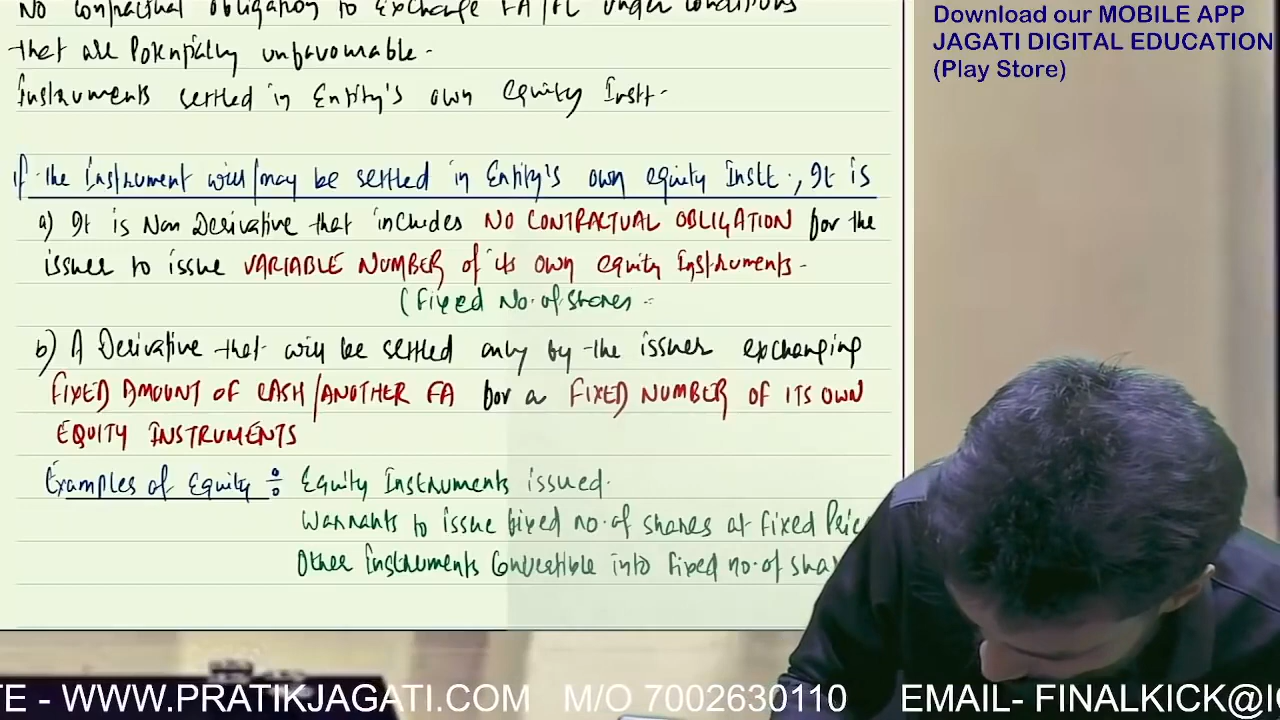 No Contractual Obligation to Exchange FA/FL under Conditions
that are Potentially unfavourable.
Instruments settled in Entity's own equity Instt.
If the Instrument will/may be settled in Entity's own equity Instt., It is
a) It is Non Derivative that includes NO CONTRACTUAL OBLIGATION for the
issuer to issue VARIABLE NUMBER of its own equity Instruments.
(Fixed No. of shares
b) A Derivative that will be settled only by the issuer exchanging
FIXED AMOUNT OF CASH/ANOTHER FA for a FIXED NUMBER OF ITS OWN
EQUITY INSTRUMENTS
Examples of Equity : Equity Instruments issued.
Warrants to issue fixed no. of shares at fixed Price
Other Instruments Convertible into fixed no. of shar
Download our MOBILE APP
JAGATI DIGITAL EDUCATION
(Play Store)
TE - WWW.PRATIKJAGATI.COM M/O 7002630110 EMAIL- FINALKICK@IC